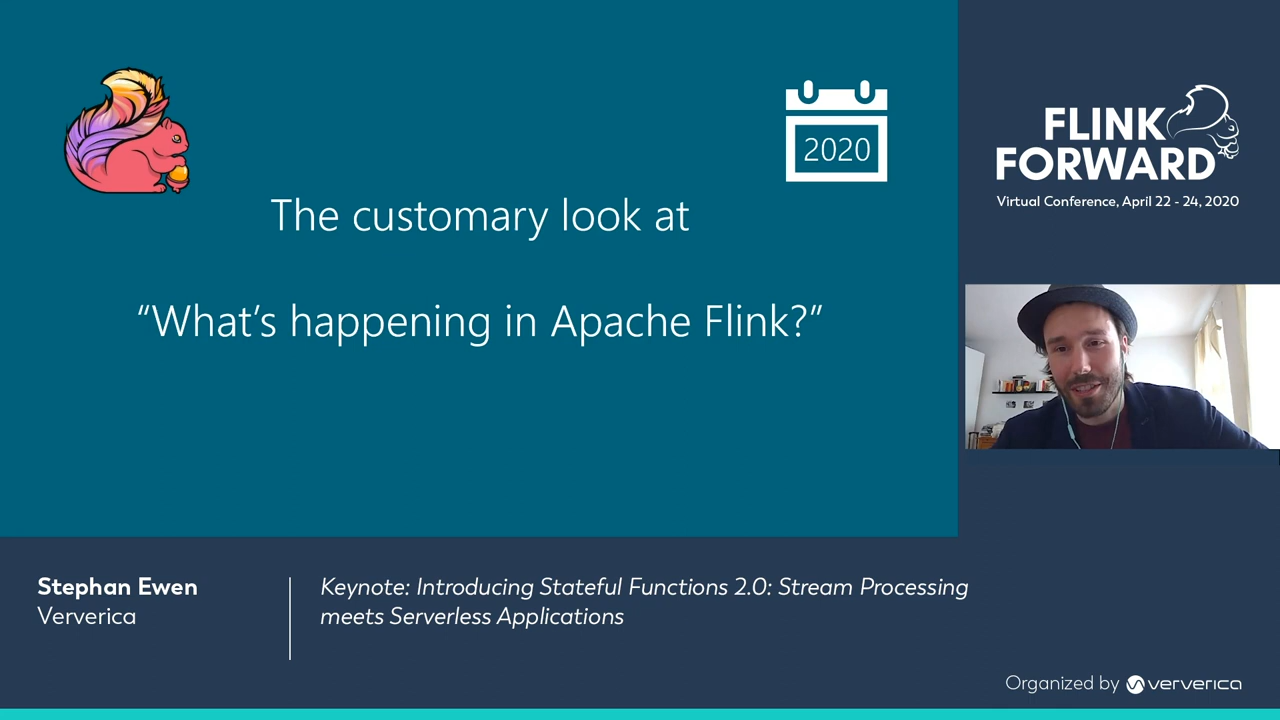 2020
The customary look at
“What’s happening in Apache Flink?”
FLINK
FORWARD
Virtual Conference, April 22 - 24, 2020
Stephan Ewen
Ververica
Keynote: Introducing Stateful Functions 2.0: Stream Processing
meets Serverless Applications
Organized by ververica